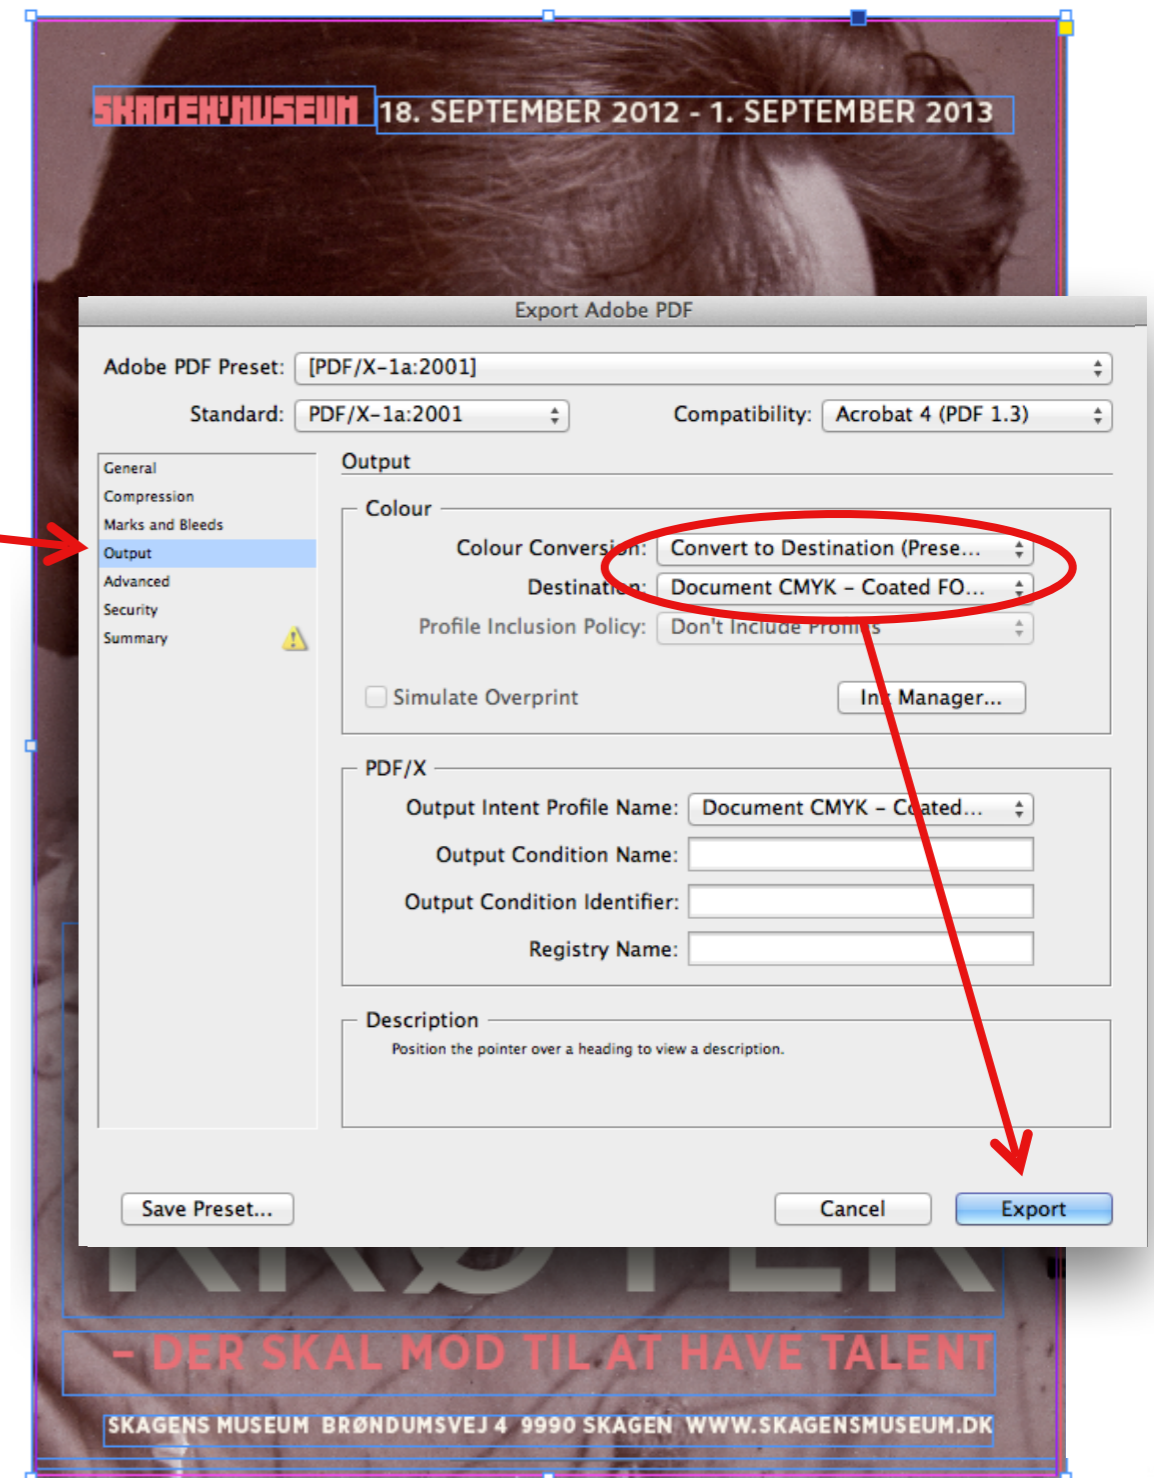 SKAGENS MUSEUM 18. SEPTEMBER 2012 - 1. SEPTEMBER 2013
Export Adobe PDF
Adobe PDF Preset: [PDF/X-1a:2001]
Standard: PDF/X-1a:2001 Compatibility: Acrobat 4 (PDF 1.3)
General
Compression
Marks and Bleeds
Output
Advanced
Security
Summary
Output
Colour
Colour Conversion: Convert to Destination (Prese...
Destination: Document CMYK – Coated FO...
Profile Inclusion Policy: Don't Include Profiles
Simulate Overprint Ink Manager...
PDF/X
Output Intent Profile Name: Document CMYK – Coated...
Output Condition Name:
Output Condition Identifier:
Registry Name:
Description
Position the pointer over a heading to view a description.
Save Preset... Cancel Export
– DER SKAL MOD TIL AT HAVE TALENT
SKAGENS MUSEUM BRØNDUMSVEJ 4 9990 SKAGEN WWW.SKAGENSMUSEUM.DK